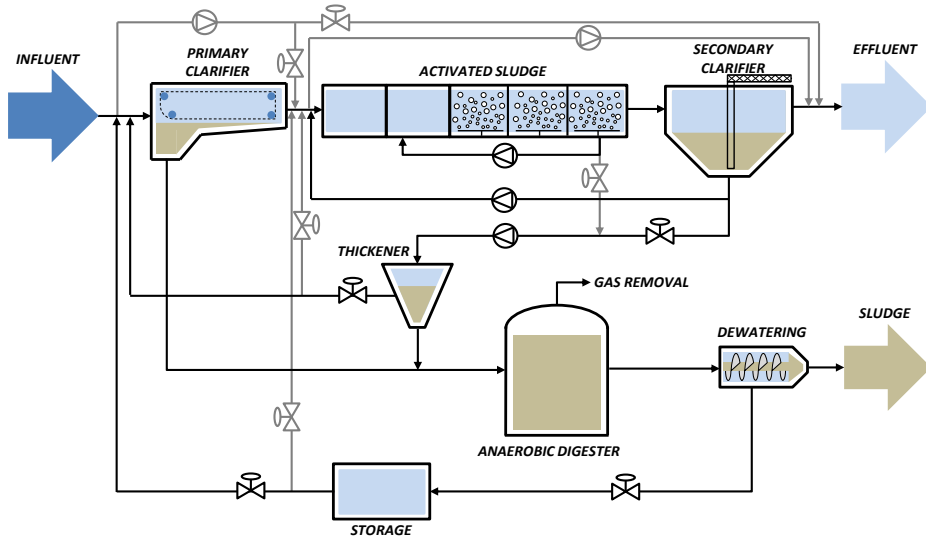 INFLUENT
PRIMARY
CLARIFIER
ACTIVATED SLUDGE
SECONDARY
CLARIFIER
EFFLUENT
THICKENER
GAS REMOVAL
DEWATERING
SLUDGE
ANAEROBIC DIGESTER
STORAGE